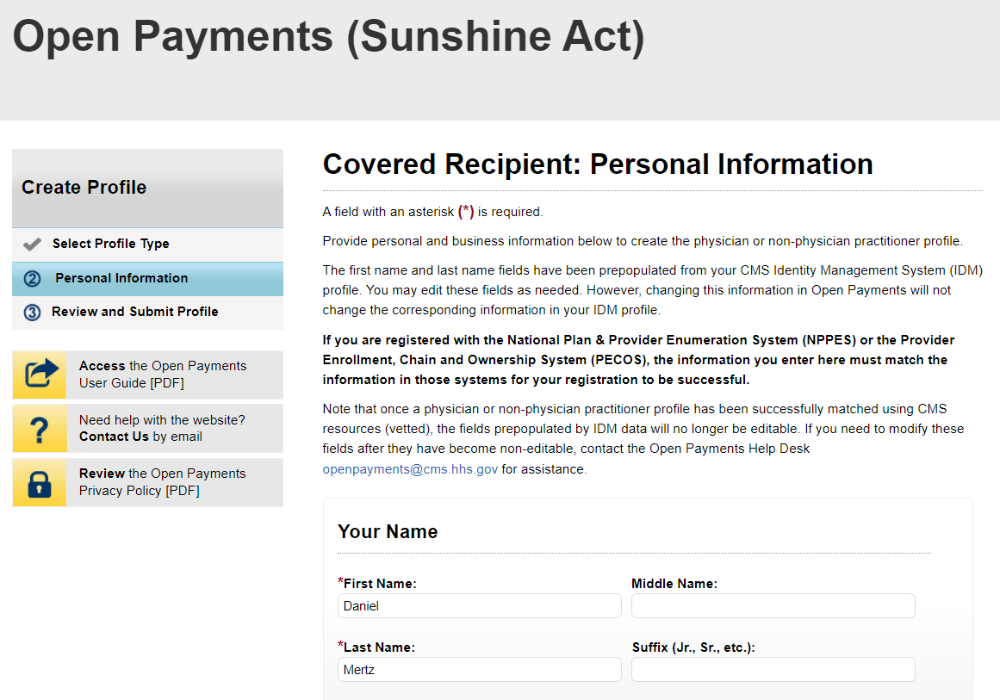 Open Payments (Sunshine Act)
Create Profile
Select Profile Type
2 Personal Information
3 Review and Submit Profile
Access the Open Payments
User Guide [PDF]
? Need help with the website?
Contact Us by email
Review the Open Payments
Privacy Policy [PDF]
Covered Recipient: Personal Information
A field with an asterisk (*) is required.
Provide personal and business information below to create the physician or non-physician practitioner profile.
The first name and last name fields have been prepopulated from your CMS Identity Management System (IDM)
profile. You may edit these fields as needed. However, changing this information in Open Payments will not
change the corresponding information in your IDM profile.
If you are registered with the National Plan & Provider Enumeration System (NPPES) or the Provider
Enrollment, Chain and Ownership System (PECOS), the information you enter here must match the
information in those systems for your registration to be successful.
Note that once a physician or non-physician practitioner profile has been successfully matched using CMS
resources (vetted), the fields prepopulated by IDM data will no longer be editable. If you need to modify these
fields after they have become non-editable, contact the Open Payments Help Desk
openpayments@cms.hhs.gov for assistance.
Your Name
*First Name: Middle Name:
Daniel
*Last Name: Suffix (Jr., Sr., etc.):
Mertz